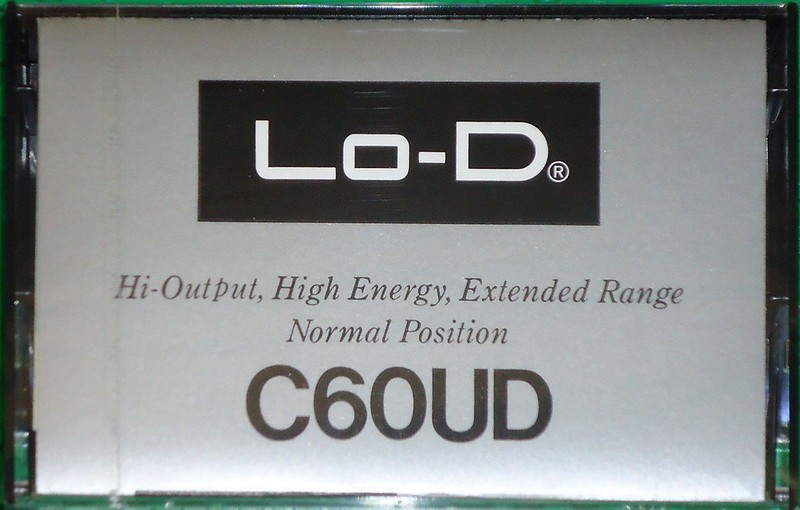 Lo-D®
Hi-Output, High Energy, Extended Range
Normal Position
C60UD